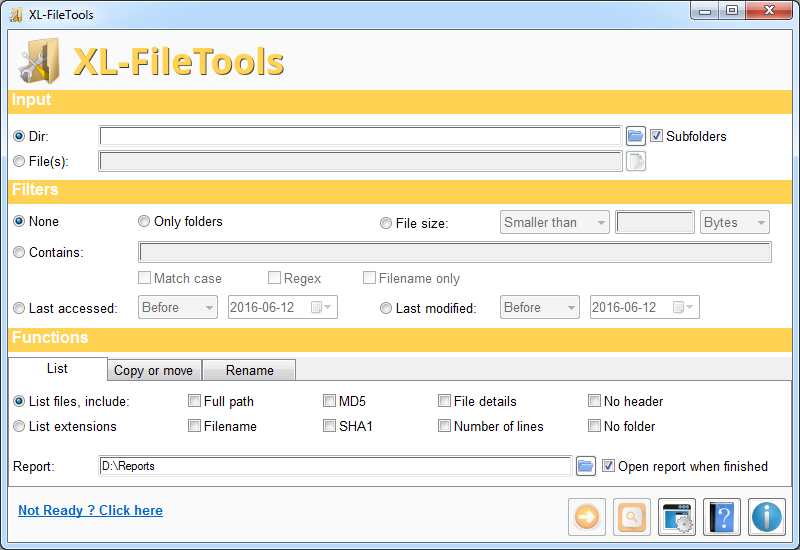 XL-FileTools
XL-FileTools
Input
Dir: Subfolders
File(s):
Filters
None Only folders File size: Smaller than Bytes
Contains:
Match case Regex Filename only
Last accessed: Before 2016-06-12 Last modified: Before 2016-06-12
Functions
List Copy or move Rename
List files, include: Full path MD5 File details No header
List extensions Filename SHA1 Number of lines No folder
Report: D:\Reports Open report when finished
Not Ready ? Click here